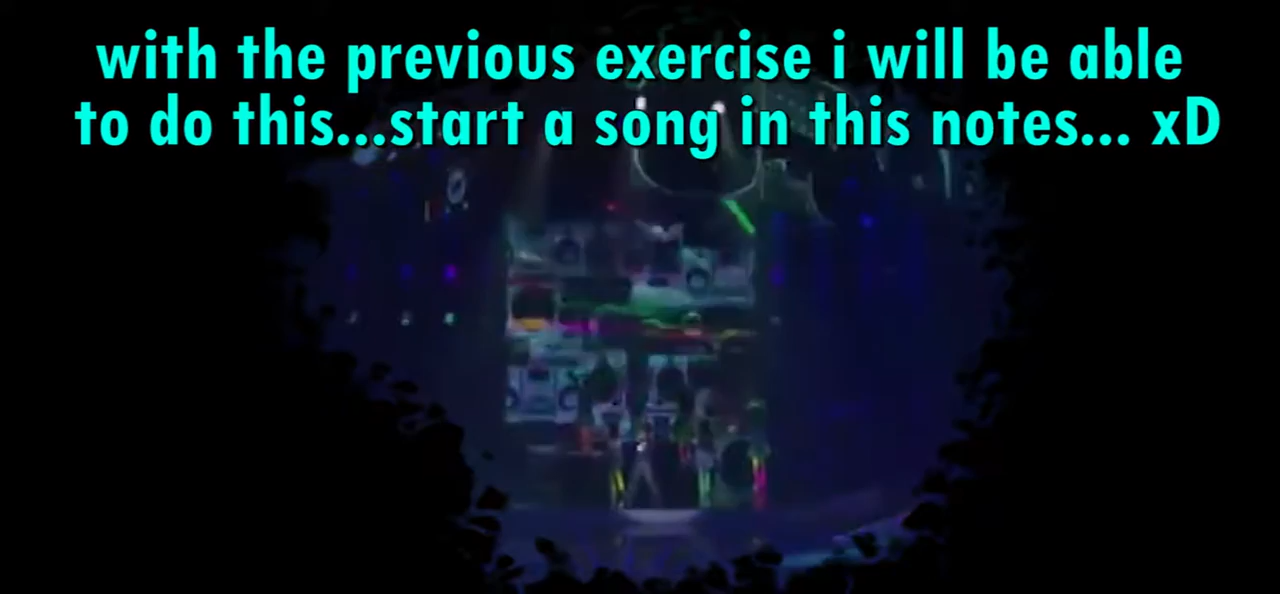 with the previous exercise i will be able
to do this...start a song in this notes... xD